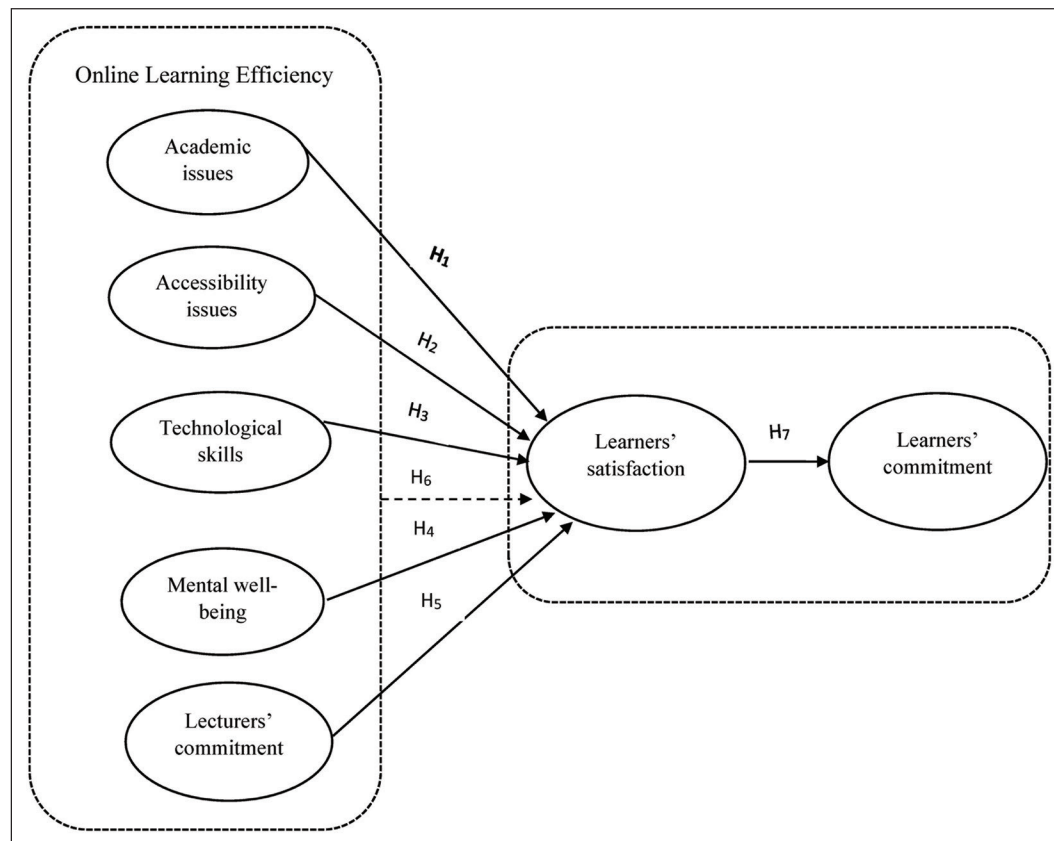 Online Learning Efficiency
Academic
issues
H1
Accessibility
issues
H2
Technological
skills
H3
H6
Learners’
satisfaction
H7
Learners’
commitment
H4
Mental well-
being
H5
Lecturers’
commitment